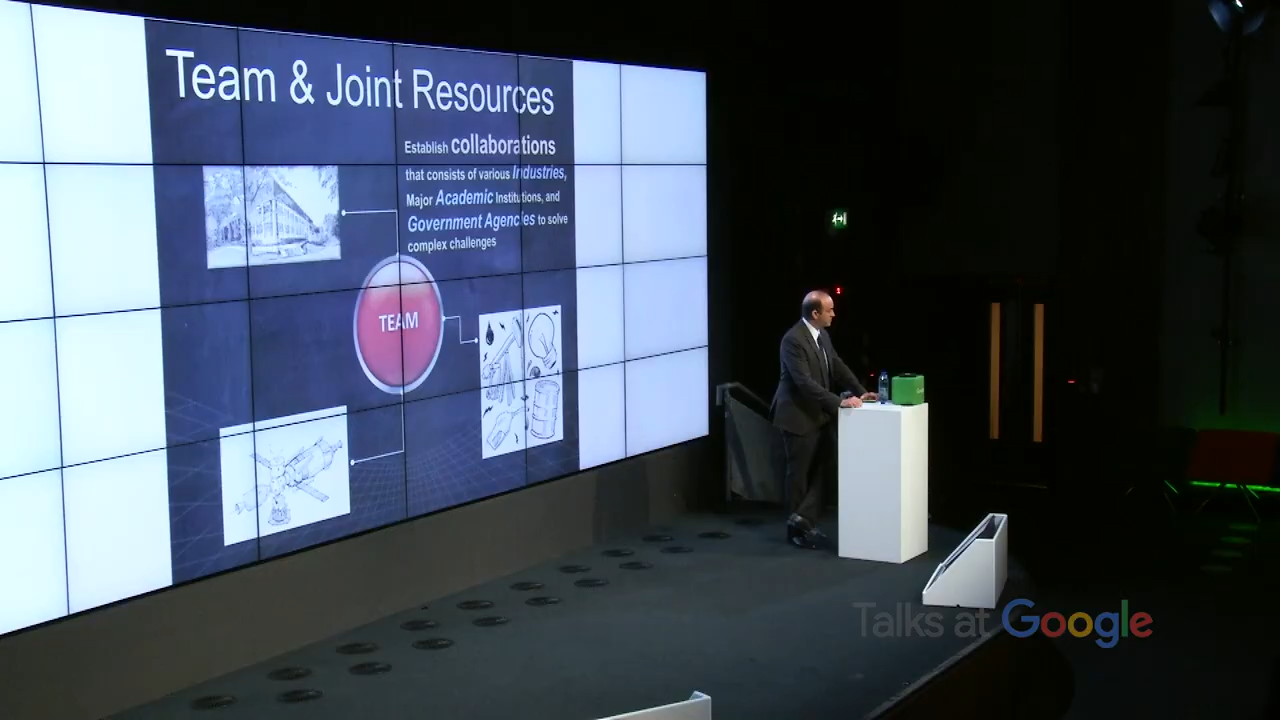 Team & Joint Resources
Establish collaborations
that consists of various Industries,
Major Academic Institutions, and
Government Agencies to solve
complex challenges
TEAM
Talks at Google